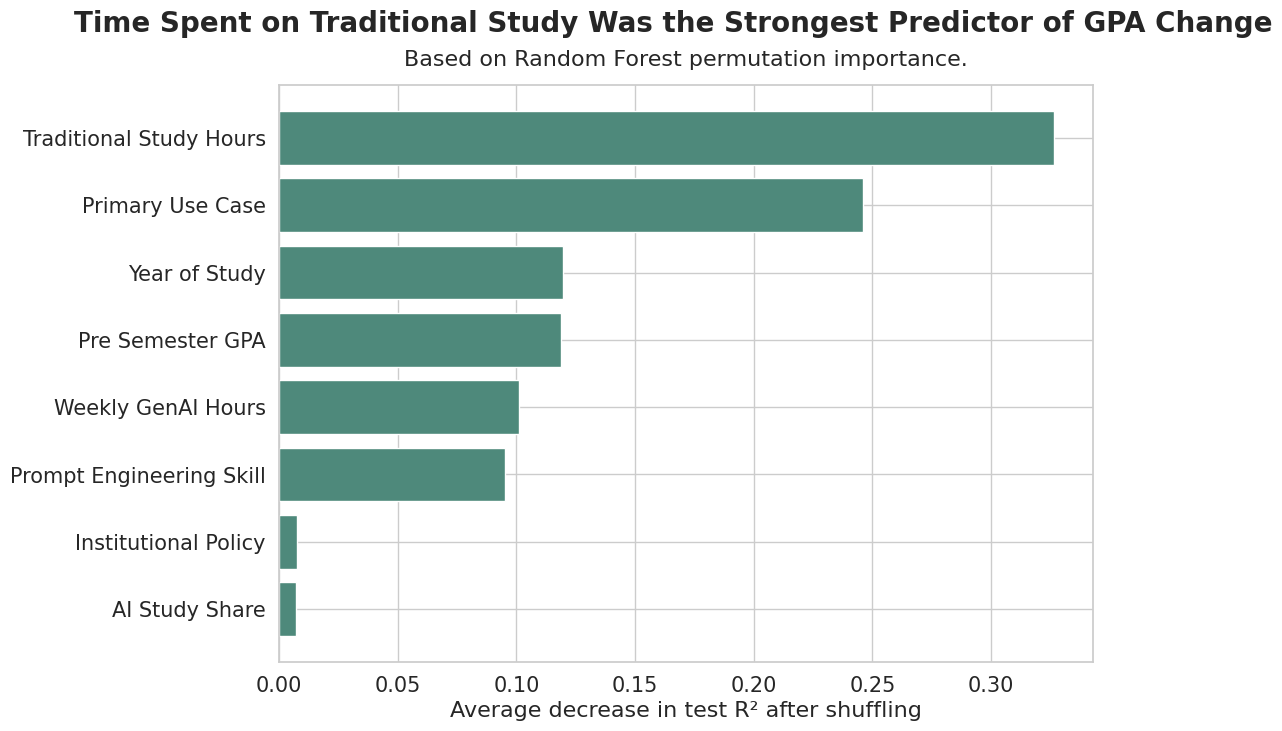 Time Spent on Traditional Study Was the Strongest Predictor of GPA Change
Based on Random Forest permutation importance.
Traditional Study Hours
Primary Use Case
Year of Study
Pre Semester GPA
Weekly GenAI Hours
Prompt Engineering Skill
Institutional Policy
AI Study Share
0.00 0.05 0.10 0.15 0.20 0.25 0.30
Average decrease in test R² after shuffling